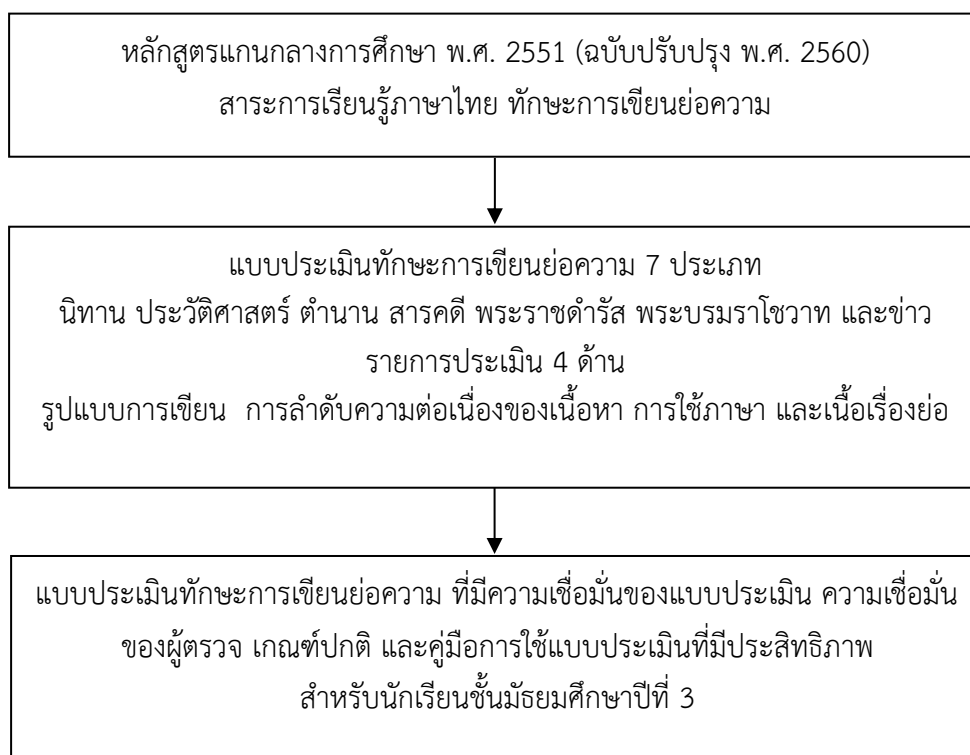 หลักสูตรแกนกลางการศึกษา พ.ศ. 2551 (ฉบับปรับปรุง พ.ศ. 2560)
สาระการเรียนรู้ภาษาไทย ทักษะการเขียนย่อความ
แบบประเมินทักษะการเขียนย่อความ 7 ประเภท
นิทาน ประวัติศาสตร์ ตำนาน สารคดี พระราชดำรัส พระบรมราโชวาท และข่าว
รายการประเมิน 4 ด้าน
รูปแบบการเขียน การลำดับความต่อเนื่องของเนื้อหา การใช้ภาษา และเนื้อเรื่องย่อ
แบบประเมินทักษะการเขียนย่อความ ที่มีความเชื่อมั่นของแบบประเมิน ความเชื่อมั่น
ของผู้ตรวจ เกณฑ์ปกติ และคู่มือการใช้แบบประเมินที่มีประสิทธิภาพ
สำหรับนักเรียนชั้นมัธยมศึกษาปีที่ 3